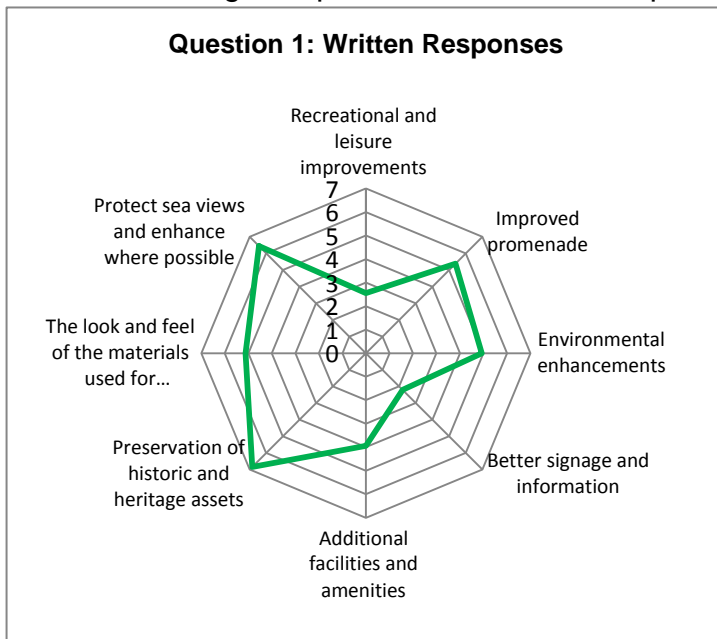 Question 1: Written Responses
Recreational and
leisure
improvements
7
6
5
4
3
2
1
0
Improved
promenade
Environmental
enhancements
Better signage and
information
Additional
facilities and
amenities
Preservation of
historic and
heritage assets
The look and feel
of the materials
used for...
Protect sea views
and enhance
where possible